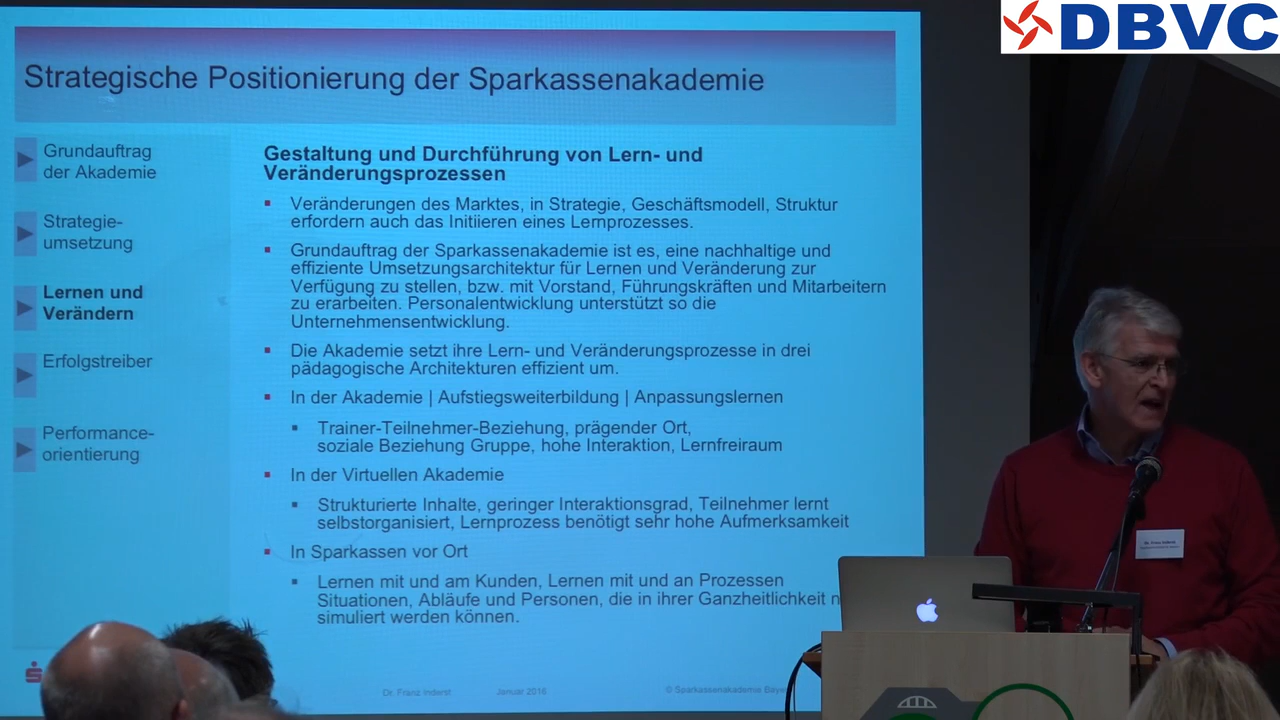 DBVC
Strategische Positionierung der Sparkassenakademie
Grundauftrag
der Akademie
Strategie-
umsetzung
Lernen und
Verändern
Erfolgstreiber
Performance-
orientierung
Gestaltung und Durchführung von Lern- und
Veränderungsprozessen
Veränderungen des Marktes, in Strategie, Geschäftsmodell, Struktur
erfordern auch das Initiieren eines Lernprozesses.
Grundauftrag der Sparkassenakademie ist es, eine nachhaltige und
effiziente Umsetzungsarchitektur für Lernen und Veränderung zur
Verfügung zu stellen, bzw. mit Vorstand, Führungskräften und Mitarbeitern
zu erarbeiten. Personalentwicklung unterstützt so die
Unternehmensentwicklung.
Die Akademie setzt ihre Lern- und Veränderungsprozesse in drei
pädagogische Architekturen effizient um.
In der Akademie | Aufstiegsweiterbildung | Anpassungslernen
Trainer-Teilnehmer-Beziehung, prägender Ort,
soziale Beziehung Gruppe, hohe Interaktion, Lernfreiraum
In der Virtuellen Akademie
Strukturierte Inhalte, geringer Interaktionsgrad, Teilnehmer lernt
selbstorganisiert, Lernprozess benötigt sehr hohe Aufmerksamkeit
In Sparkassen vor Ort
Lernen mit und am Kunden, Lernen mit und an Prozessen
Situationen, Abläufe und Personen, die in ihrer Ganzheitlichkeit n
simuliert werden können.
Dr. Franz Inderst Januar 2016 © Sparkassenakademie Baye
Dr. Franz Inderst